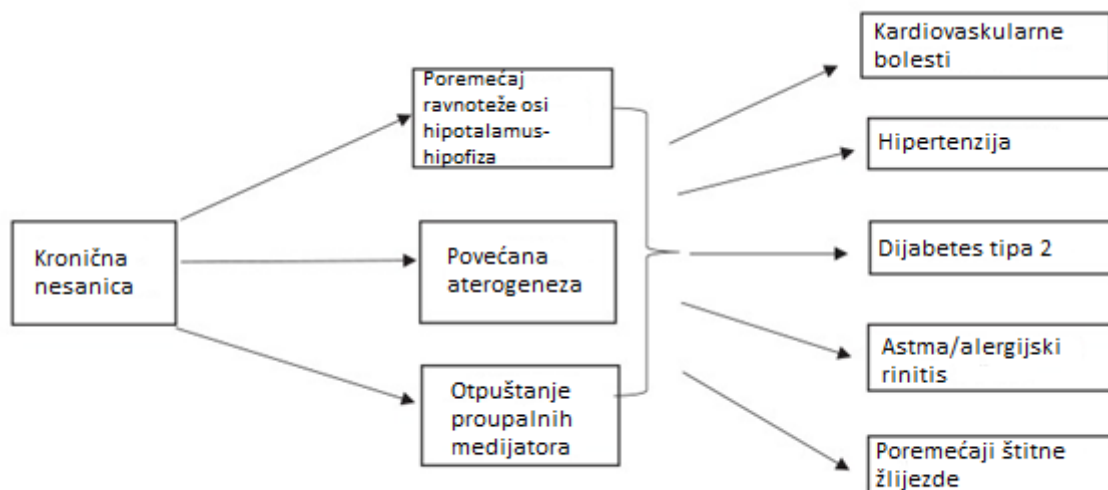 Kronična
nesanica
Poremećaj
ravnoteže osi
hipotalamus-
hipofiza
Povećana
aterogeneza
Otpuštanje
proupalnih
medijatora
Kardiovaskularne
bolesti
Hipertenzija
Dijabetes tipa 2
Astma/alergijski
rinitis
Poremećaji štitne
žlijezde